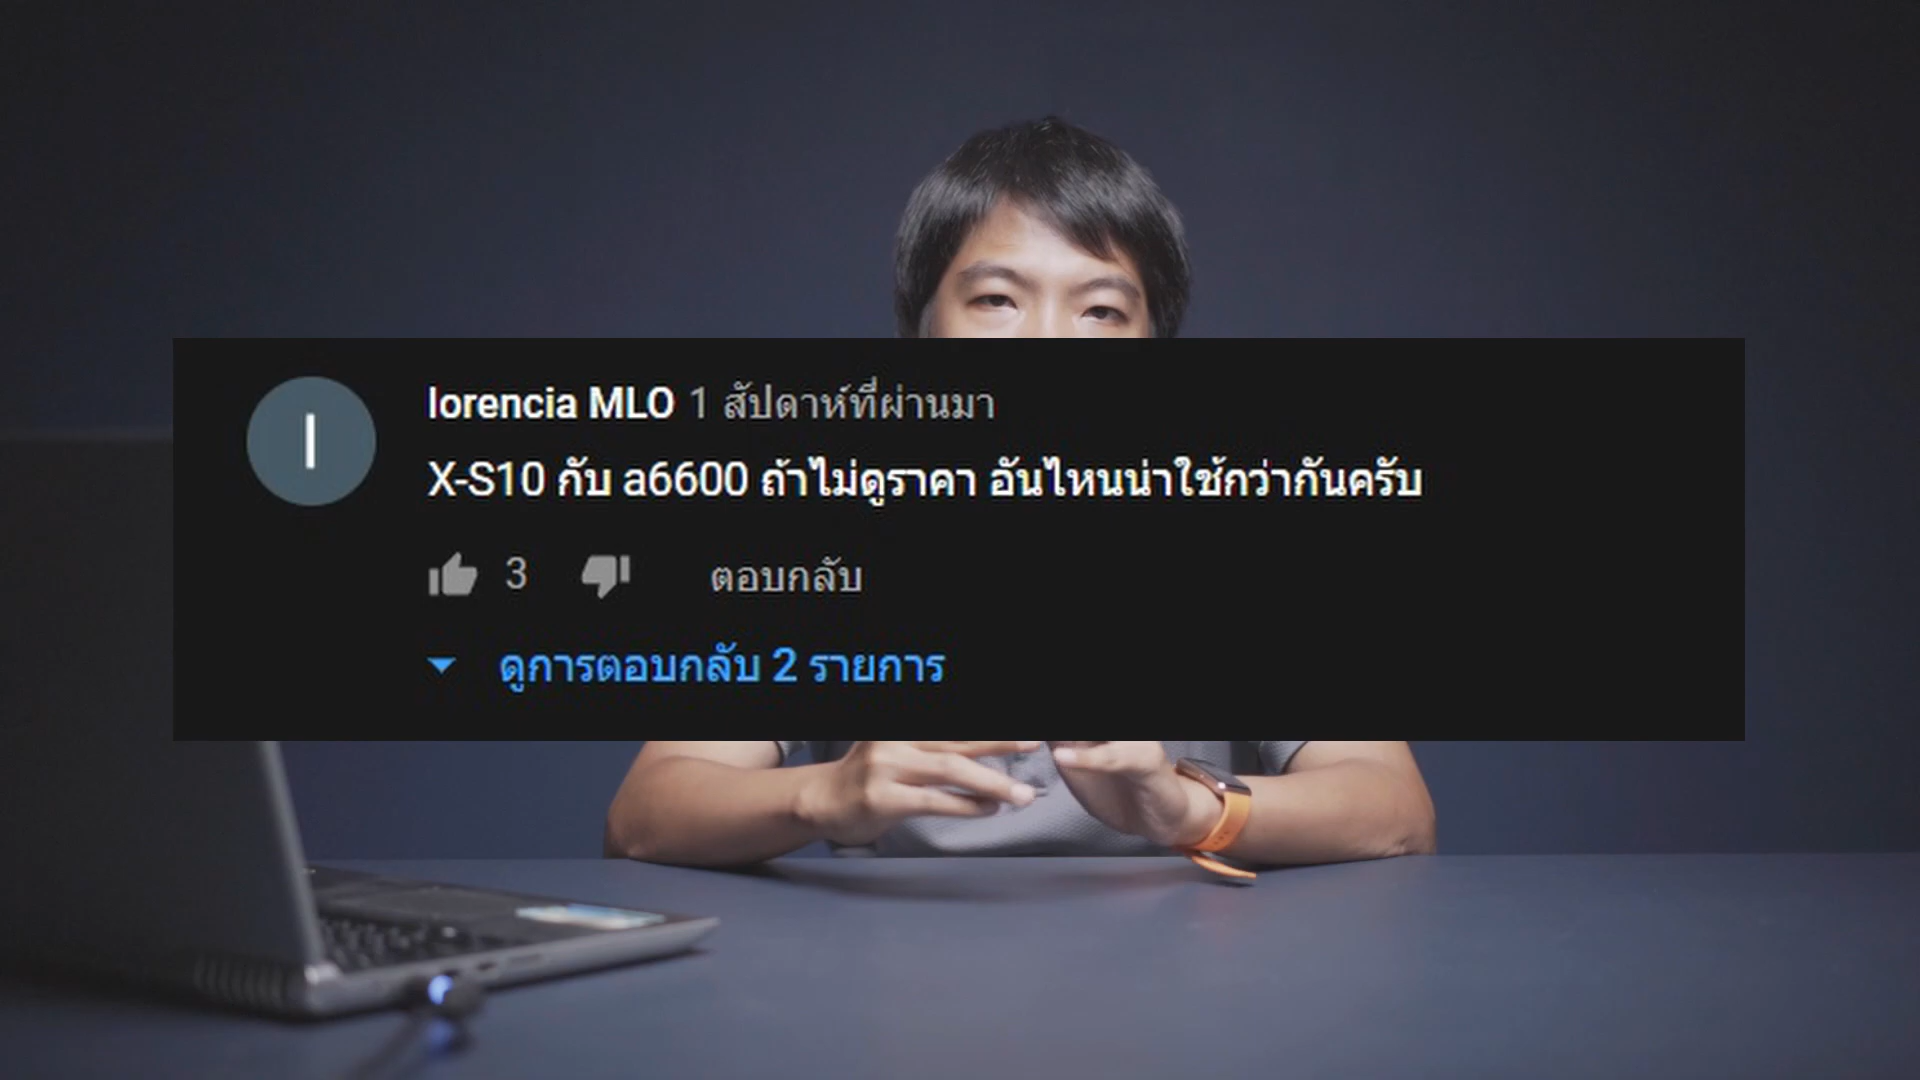 I
lorencia MLO 1 สัปดาห์ที่ผ่านมา
X-S10 กับ a6600 ถ้าไม่ดูราคา อันไหนน่าใช้กว่ากันครับ
3 ตอบกลับ
ดูการตอบกลับ 2 รายการ